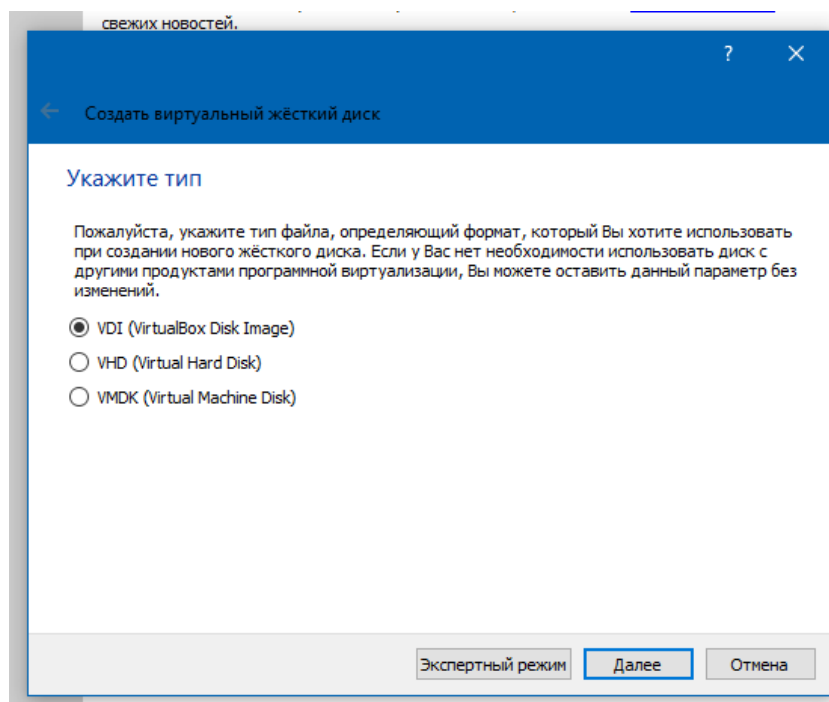 свежих новостей.
?
Создать виртуальный жёсткий диск
Укажите тип
Пожалуйста, укажите тип файла, определяющий формат, который Вы хотите использовать
при создании нового жёсткого диска. Если у Вас нет необходимости использовать диск с
другими продуктами программной виртуализации, Вы можете оставить данный параметр без
изменений.
VDI (VirtualBox Disk Image)
VHD (Virtual Hard Disk)
VMDK (Virtual Machine Disk)
Экспертный режим Далее Отмена